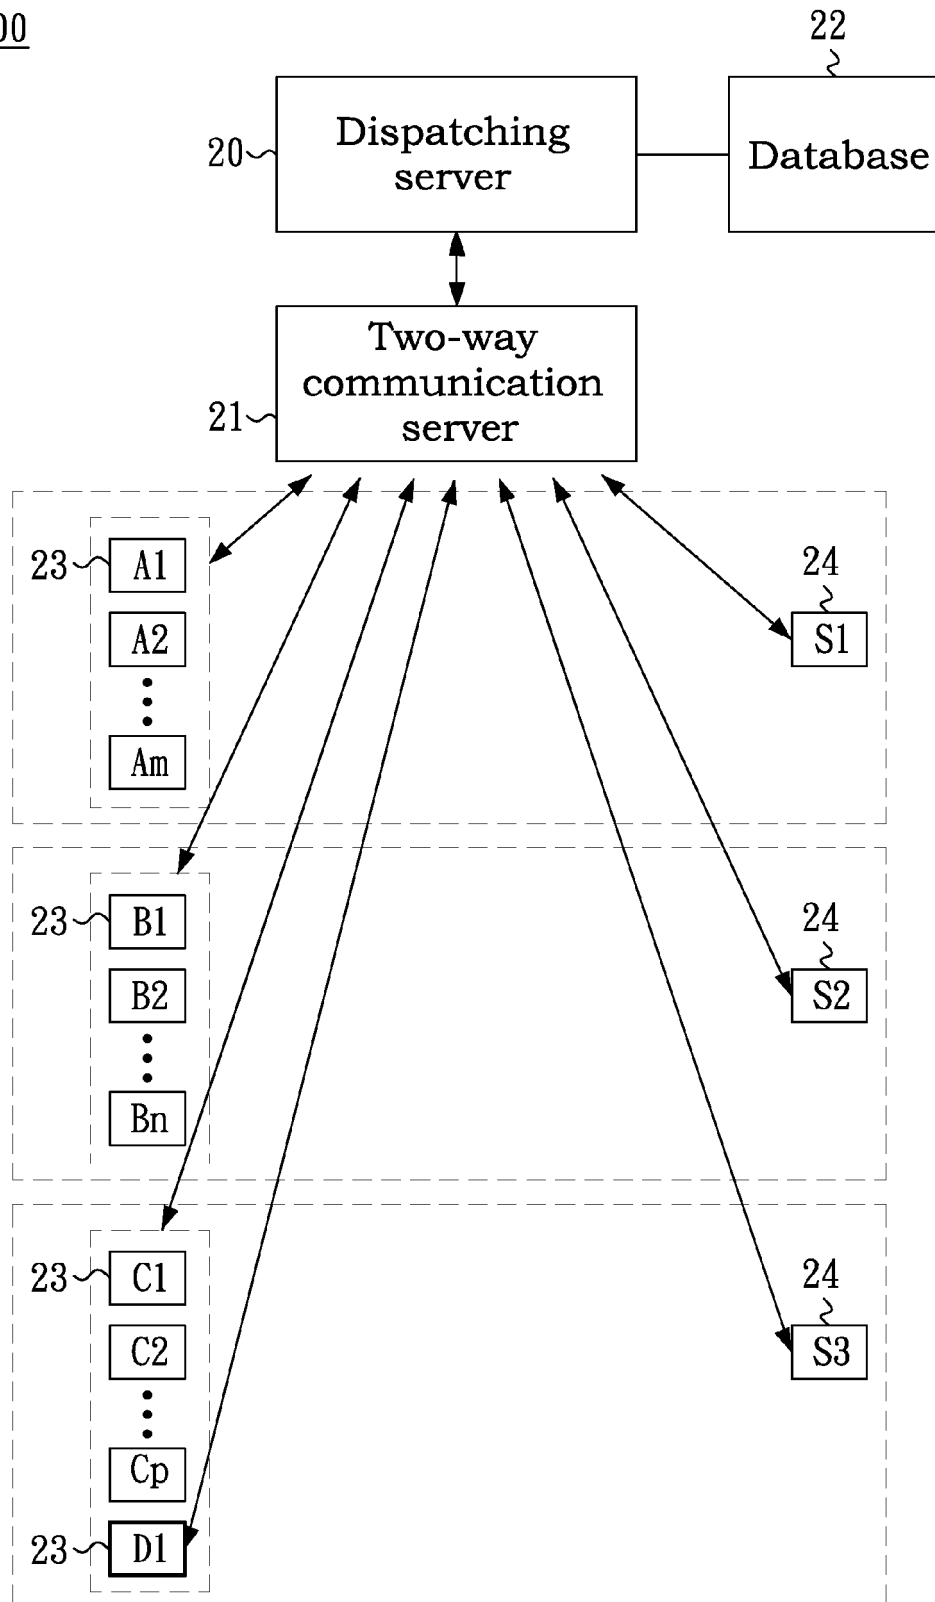 00
22
20
Dispatching
server
Database
Two-way
communication
server
21
23
A1
A2
Am
24
S1
23
B1
B2
Bn
24
S2
23
C1
C2
Cp
23
D1
24
S3